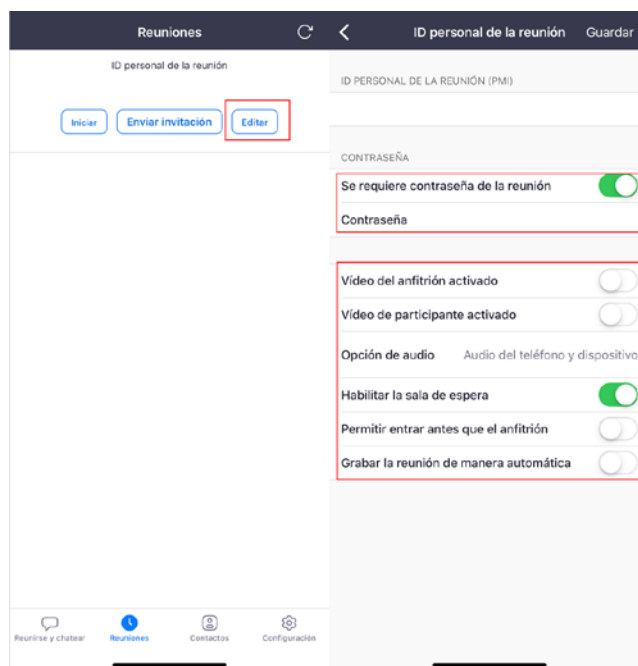 Reuniones
ID personal de la reunión
Iniciar Enviar invitación Editar
Reunirse y chatear Reuniones Contactos Configuración
ID personal de la reunión Guardar
ID PERSONAL DE LA REUNIÓN (PMI)
CONTRASEÑA
Se requiere contraseña de la reunión
Contraseña
Vídeo del anfitrión activado
Vídeo de participante activado
Opción de audio Audio del teléfono y dispositivo
Habilitar la sala de espera
Permitir entrar antes que el anfitrión
Grabar la reunión de manera automática